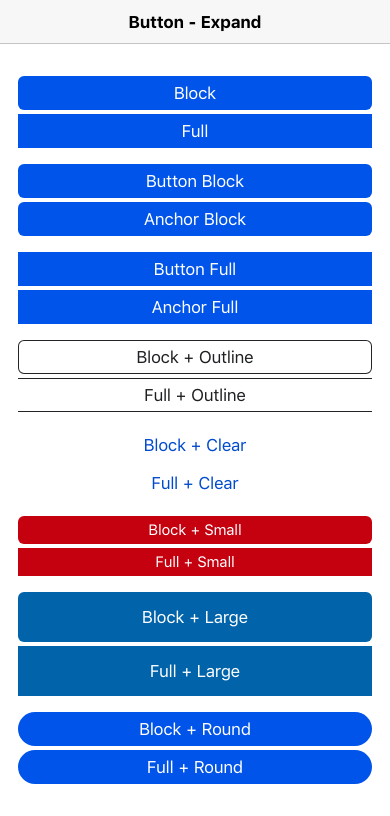 Button - Expand
Block
Full
Button Block
Anchor Block
Button Full
Anchor Full
Block + Outline
Full + Outline
Block + Clear
Full + Clear
Block + Small
Full + Small
Block + Large
Full + Large
Block + Round
Full + Round